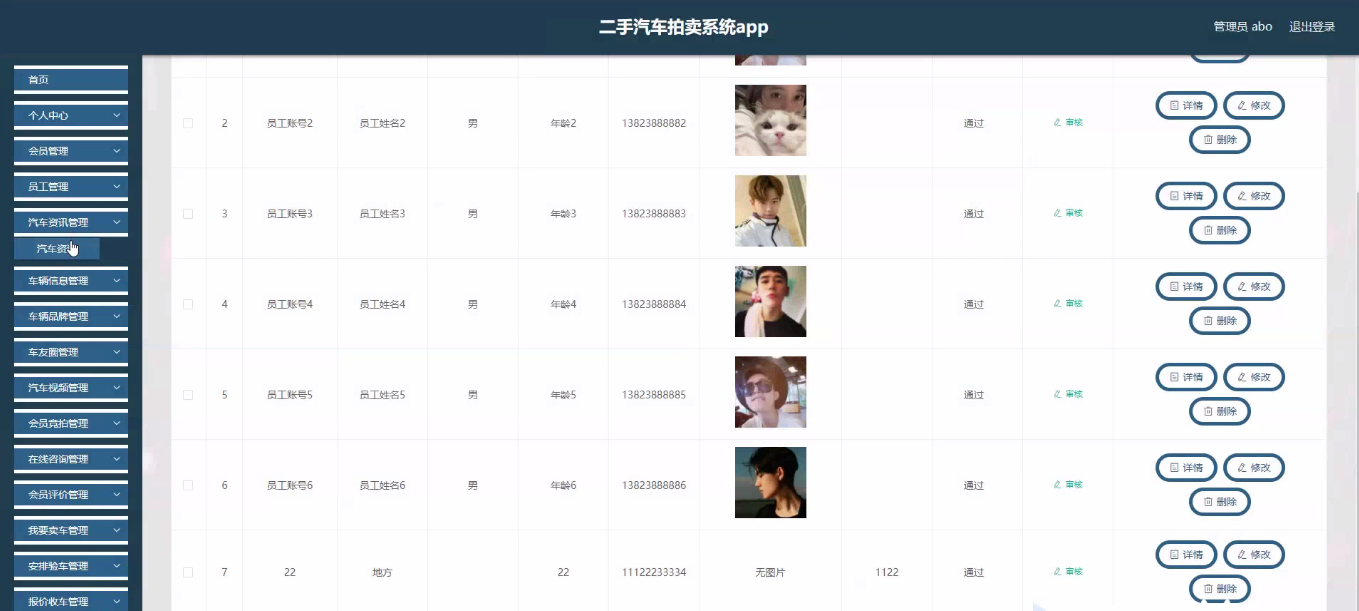 二手汽车拍卖系统app
管理员 abo 退出登录
首页
个人中心
会员管理
员工管理
汽车资讯管理
汽车资
车辆信息管理
车辆品牌管理
车友圈管理
汽车视频管理
会员竞拍管理
在线咨询管理
会员评价管理
我要卖车管理
安排验车管理
报价收车管理
2 员工账号2 员工姓名2 男 年龄2 13823888882 通过 审核 详情 修改
删除
3 员工账号3 员工姓名3 男 年龄3 13823888883 通过 审核 详情 修改
删除
4 员工账号4 员工姓名4 男 年龄4 13823888884 通过 审核 详情 修改
删除
5 员工账号5 员工姓名5 男 年龄5 13823888885 通过 审核 详情 修改
删除
6 员工账号6 员工姓名6 男 年龄6 13823888886 通过 审核 详情 修改
删除
7 22 地方 22 11122233334 无图片 1122 通过 审核 详情 修改
删除